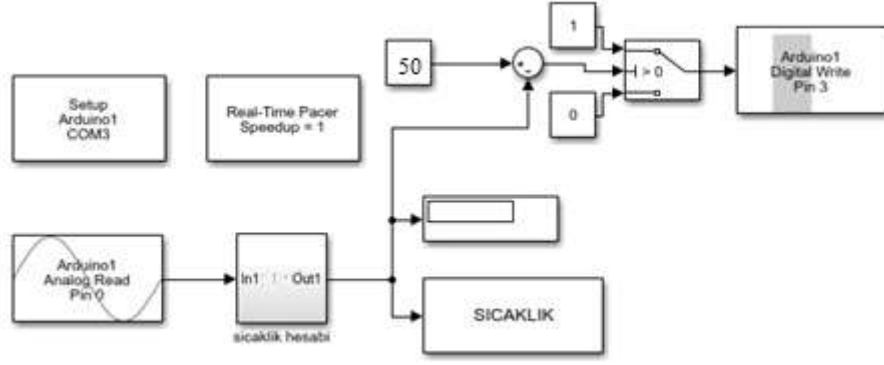 1
50
> 0
0
Arduino1
Digital Write
Pin 3
Setup
Arduino1
COM3
Real-Time Pacer
Speedup = 1
Arduino1
Analog Read
Pin 0
In1
Out1
sicaklik hesabi
SICAKLIK